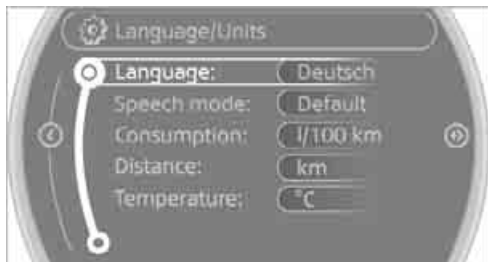 Language/Units
Language: Deutsch
Speech mode: Default
Consumption: l/100 km
Distance: km
Temperature: °C